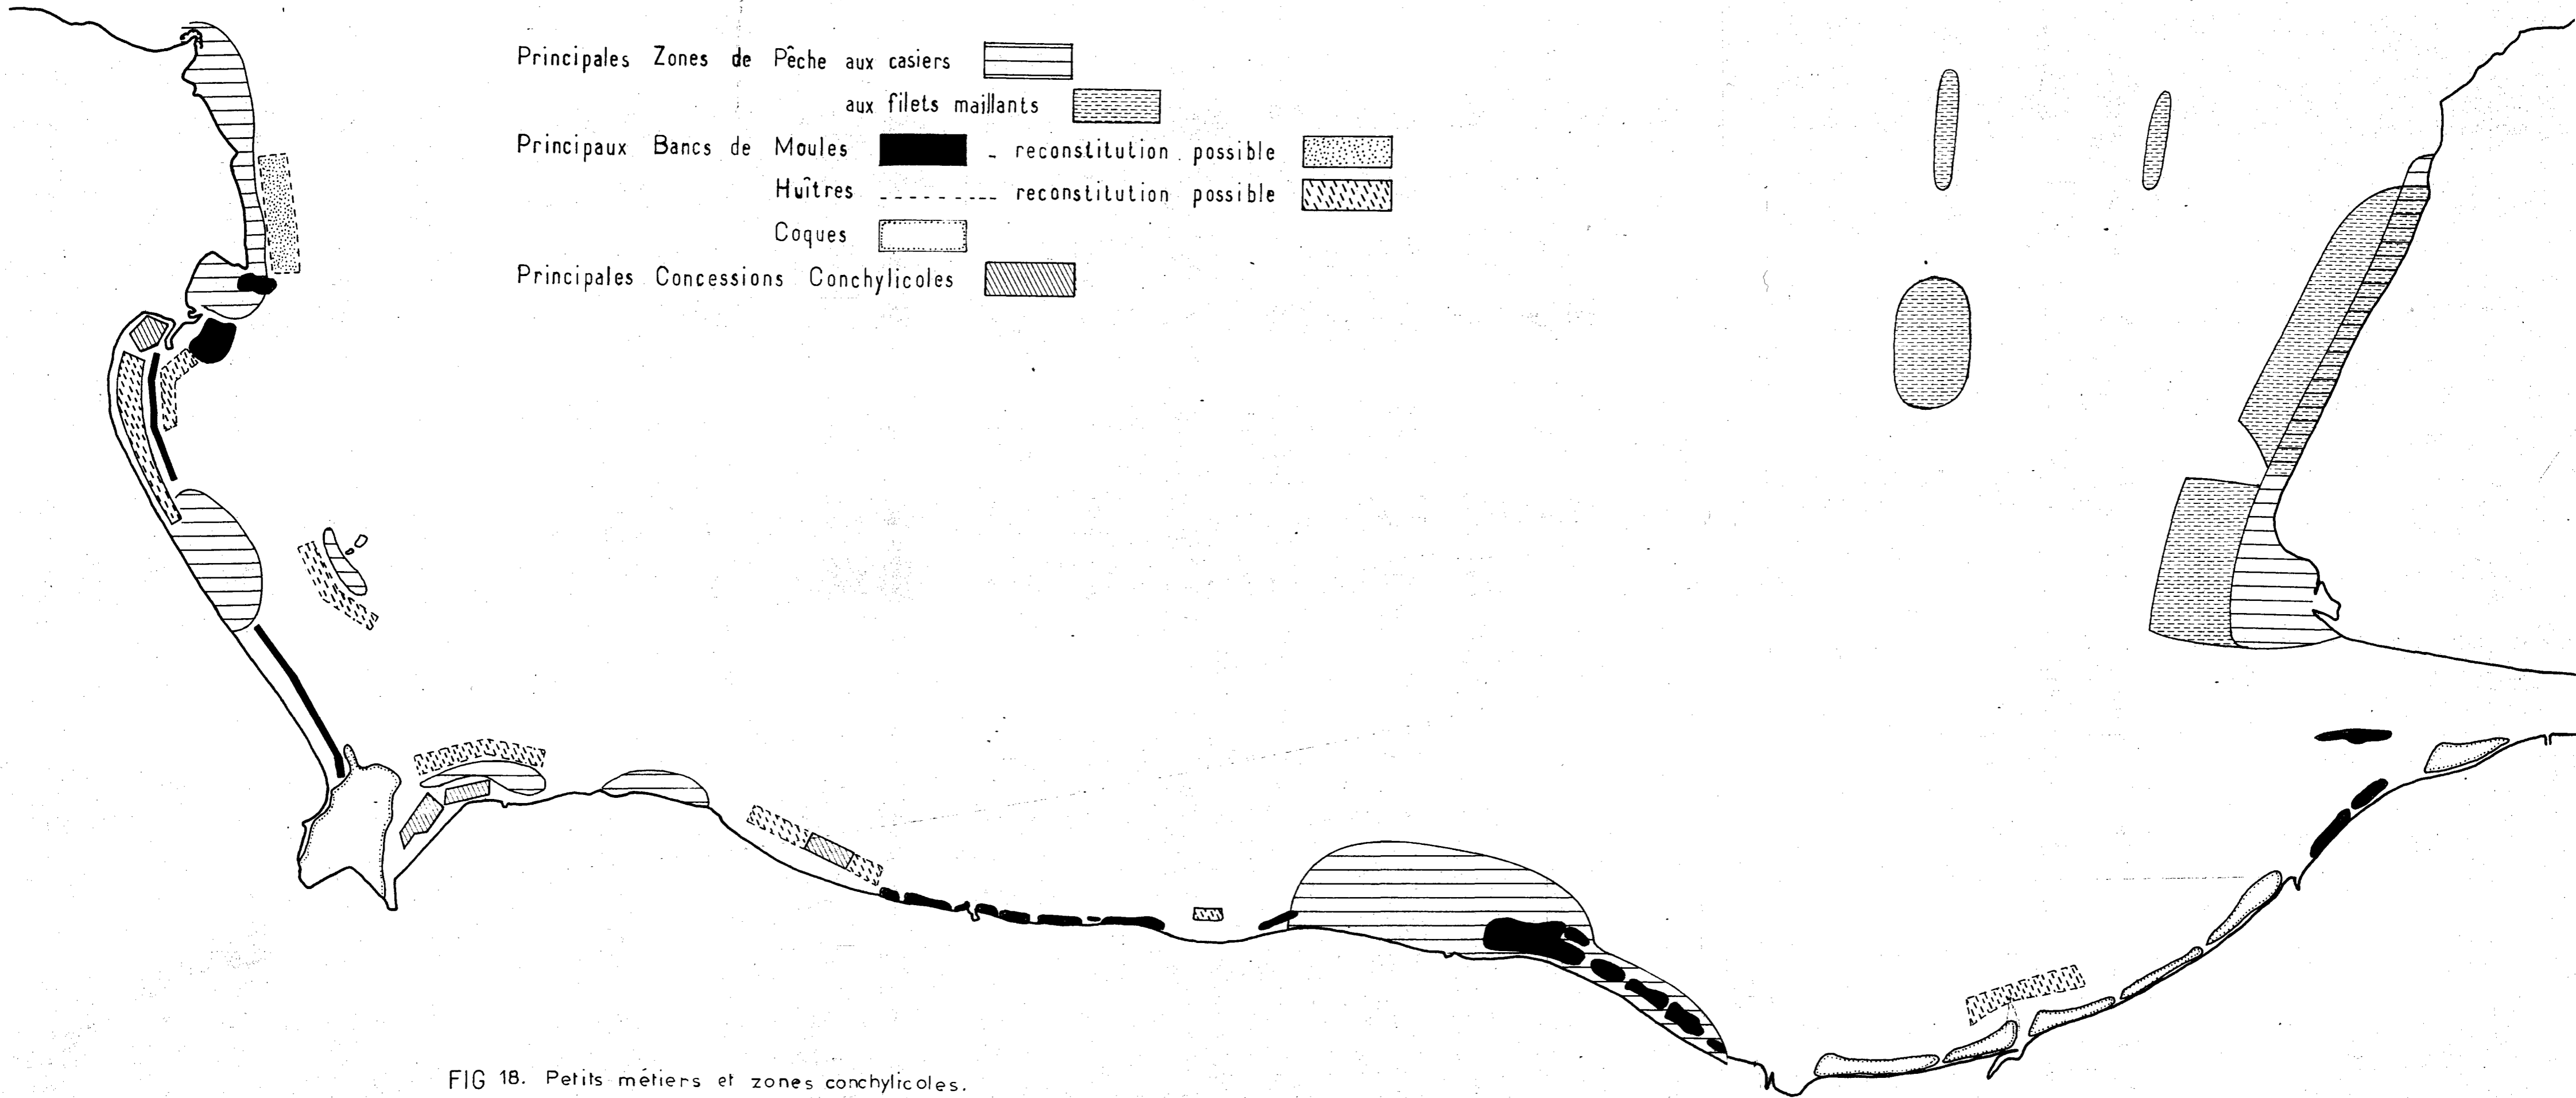 Principales Zones de Pêche aux casiers
aux filets maillants
Principaux Bancs de Moules - reconstitution possible
Huîtres --------- reconstitution possible
Coques
Principales Concessions Conchylicoles
FIG 18. Petits métiers et zones conchylicoles.